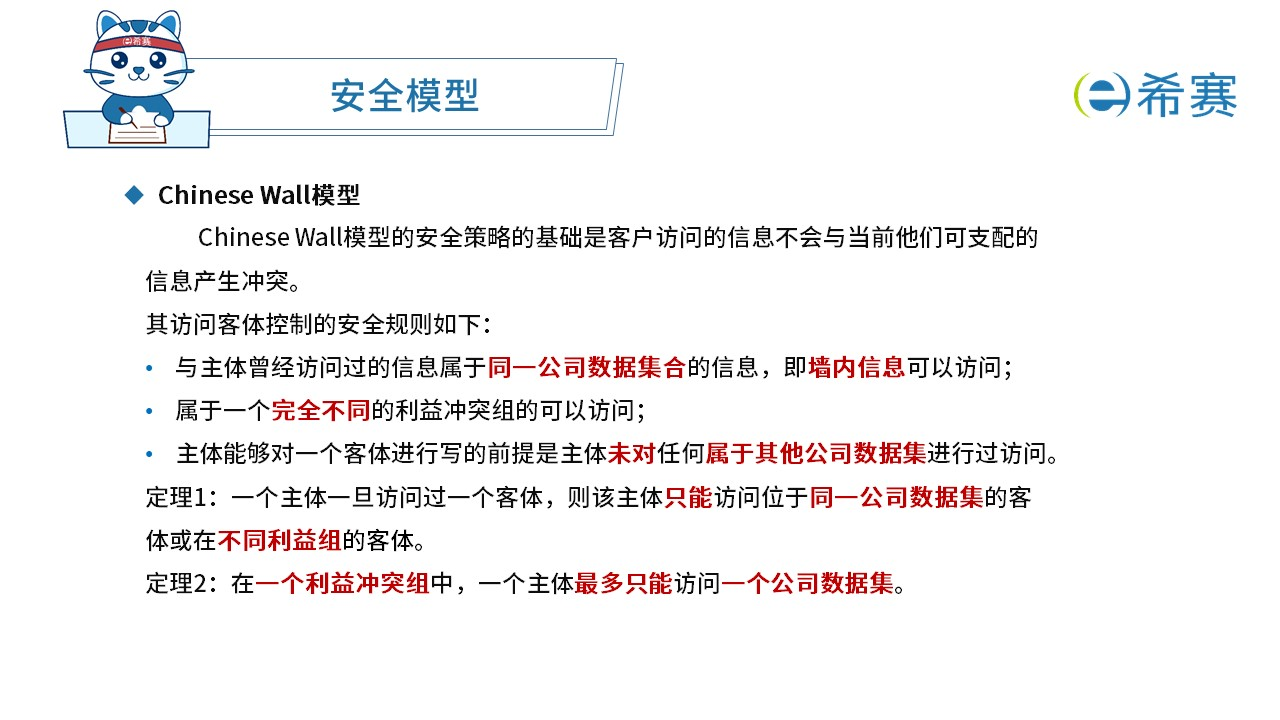 希赛
安全模型
希赛
Chinese Wall模型
Chinese Wall模型的安全策略的基础是客户访问的信息不会与当前他们可支配的
信息产生冲突。
其访问客体控制的安全规则如下：
• 与主体曾经访问过的信息属于同一公司数据集合的信息，即墙内信息可以访问；
• 属于一个完全不同的利益冲突组的可以访问；
• 主体能够对一个客体进行写的前提是主体未对任何属于其他公司数据集进行过访问。
定理1：一个主体一旦访问过一个客体，则该主体只能访问位于同一公司数据集的客
体或在不同利益组的客体。
定理2：在一个利益冲突组中，一个主体最多只能访问一个公司数据集。